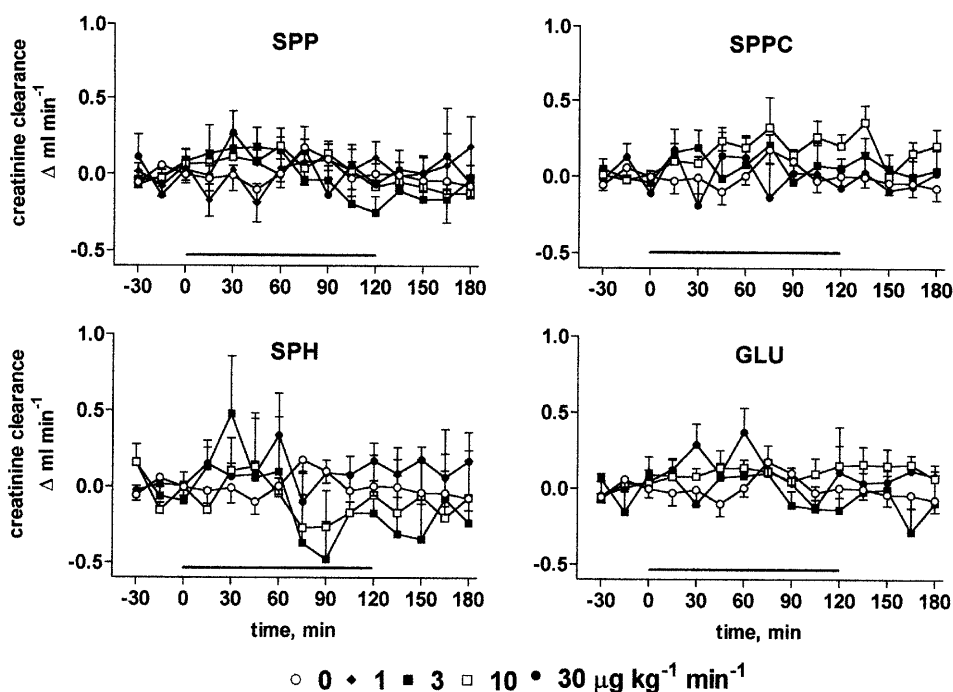 SPP
SPPC
creatinine clearance
Δ ml min⁻¹
1.0
0.5
0.0
-0.5
-30 0 30 60 90 120 150 180
1.0
0.5
0.0
-0.5
-30 0 30 60 90 120 150 180
SPH
GLU
creatinine clearance
Δ ml min⁻¹
1.0
0.5
0.0
-0.5
-30 0 30 60 90 120 150 180
time, min
1.0
0.5
0.0
-0.5
-30 0 30 60 90 120 150 180
time, min
○ 0 ◆ 1 ■ 3 □ 10 ● 30 μg kg⁻¹ min⁻¹